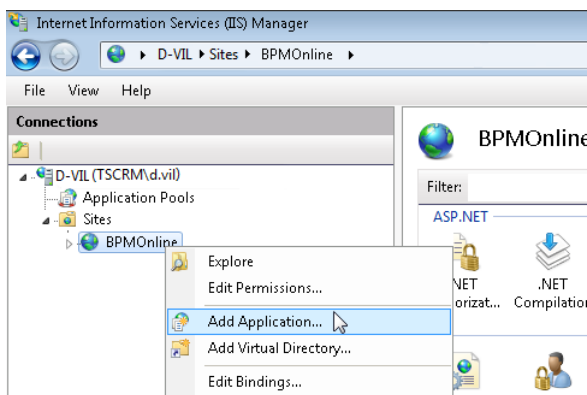 Internet Information Services (IIS) Manager
D-VIL Sites BPMOnline
File View Help
Connections
BPMOnline
D-VIL (TSCRM\d.vil)
Application Pools
Sites
BPMOnline
Filter:
ASP.NET
Explore
Edit Permissions...
Add Application...
Add Virtual Directory...
Edit Bindings...
.NET
orizat... Compilation